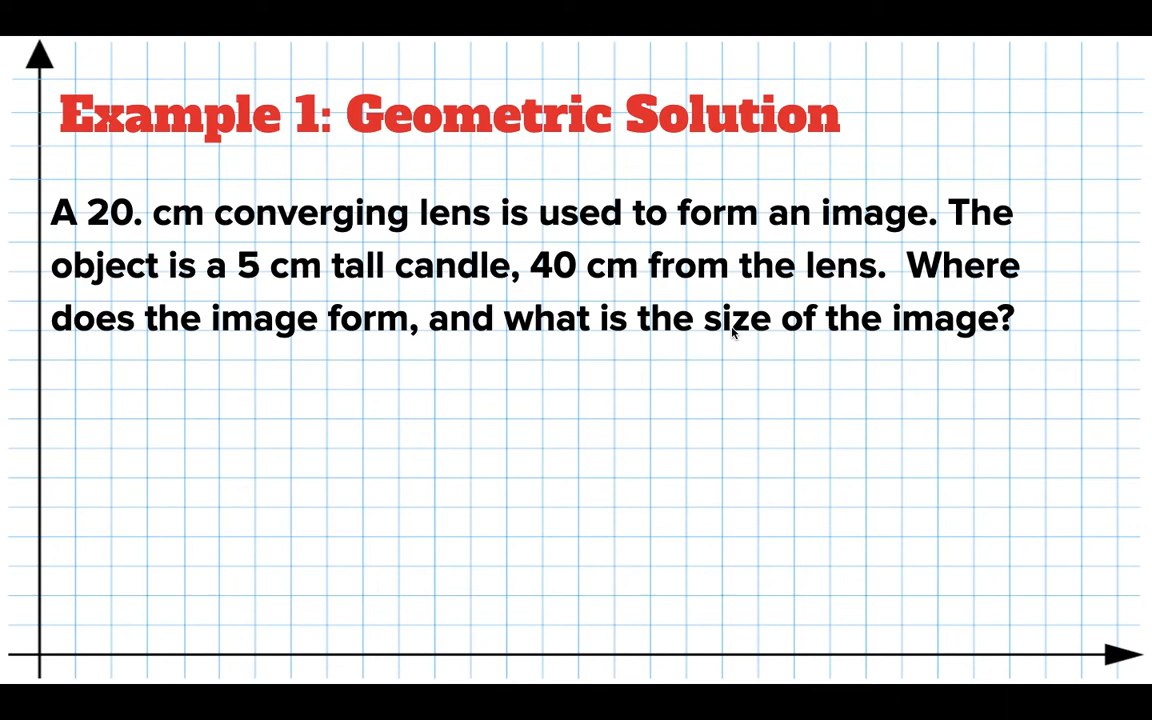 Example 1: Geometric Solution
A 20. cm converging lens is used to form an image. The
object is a 5 cm tall candle, 40 cm from the lens.  Where
does the image form, and what is the size of the image?